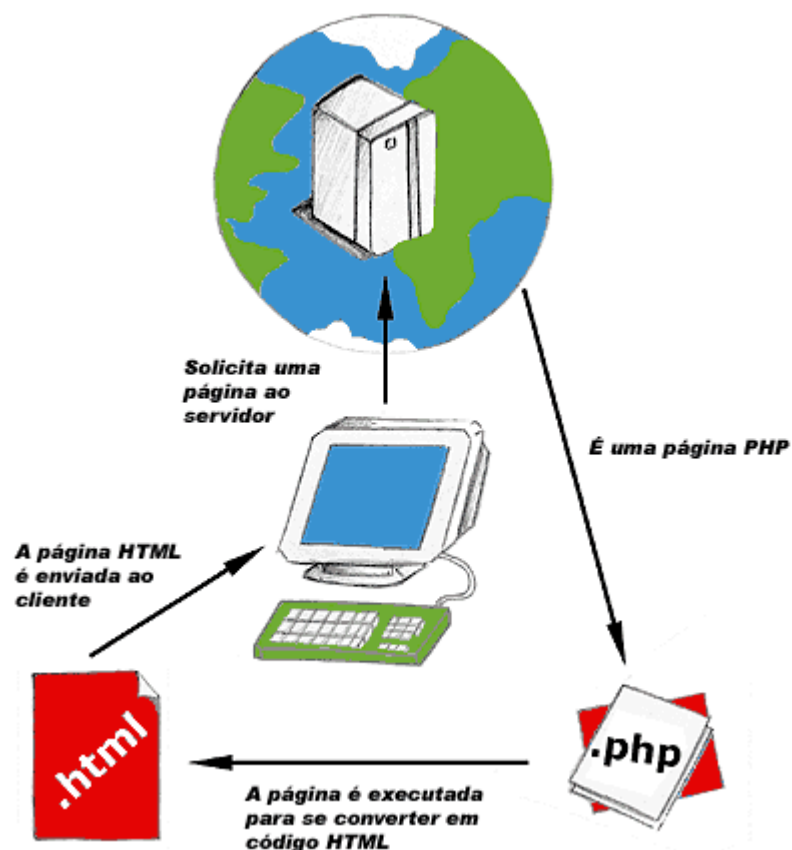 Solicita uma
página ao
servidor
É uma página PHP
A página HTML
é enviada ao
cliente
.html
.php
A página é executada
para se converter em
código HTML